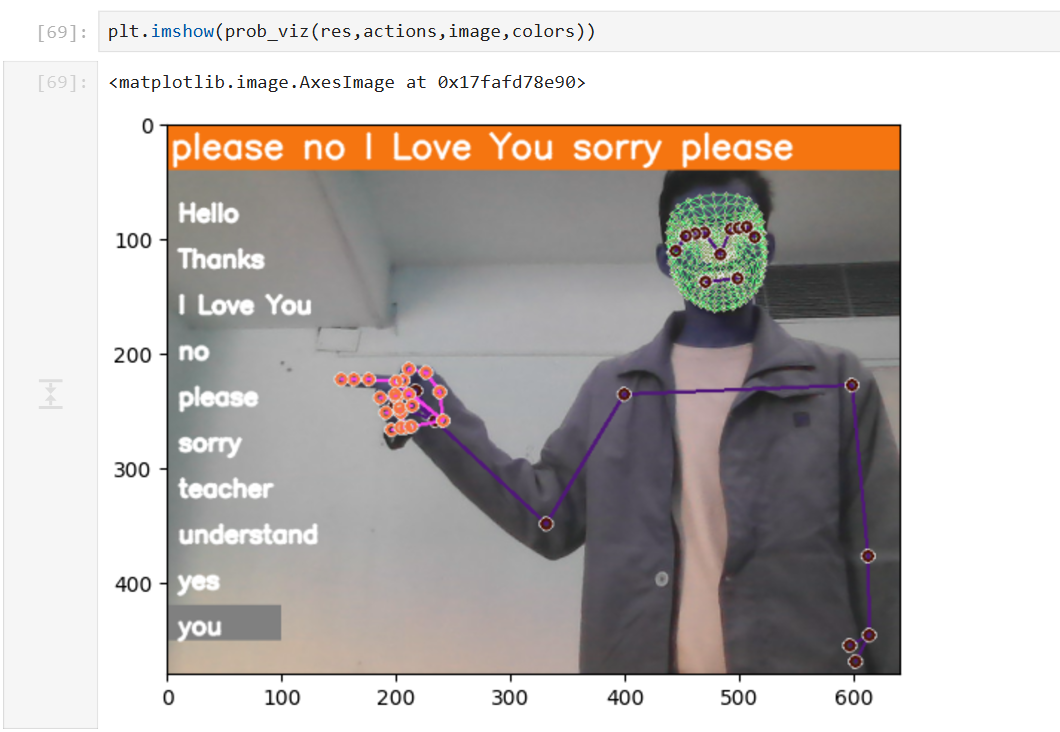 [69]: plt.imshow(prob_viz(res,actions,image,colors))
[69]: <matplotlib.image.AxesImage at 0x17fafd78e90>
0
please no I Love You sorry please
Hello
100
Thanks
I Love You
200
no
please
sorry
300
teacher
understand
400
yes
you
0 100 200 300 400 500 600